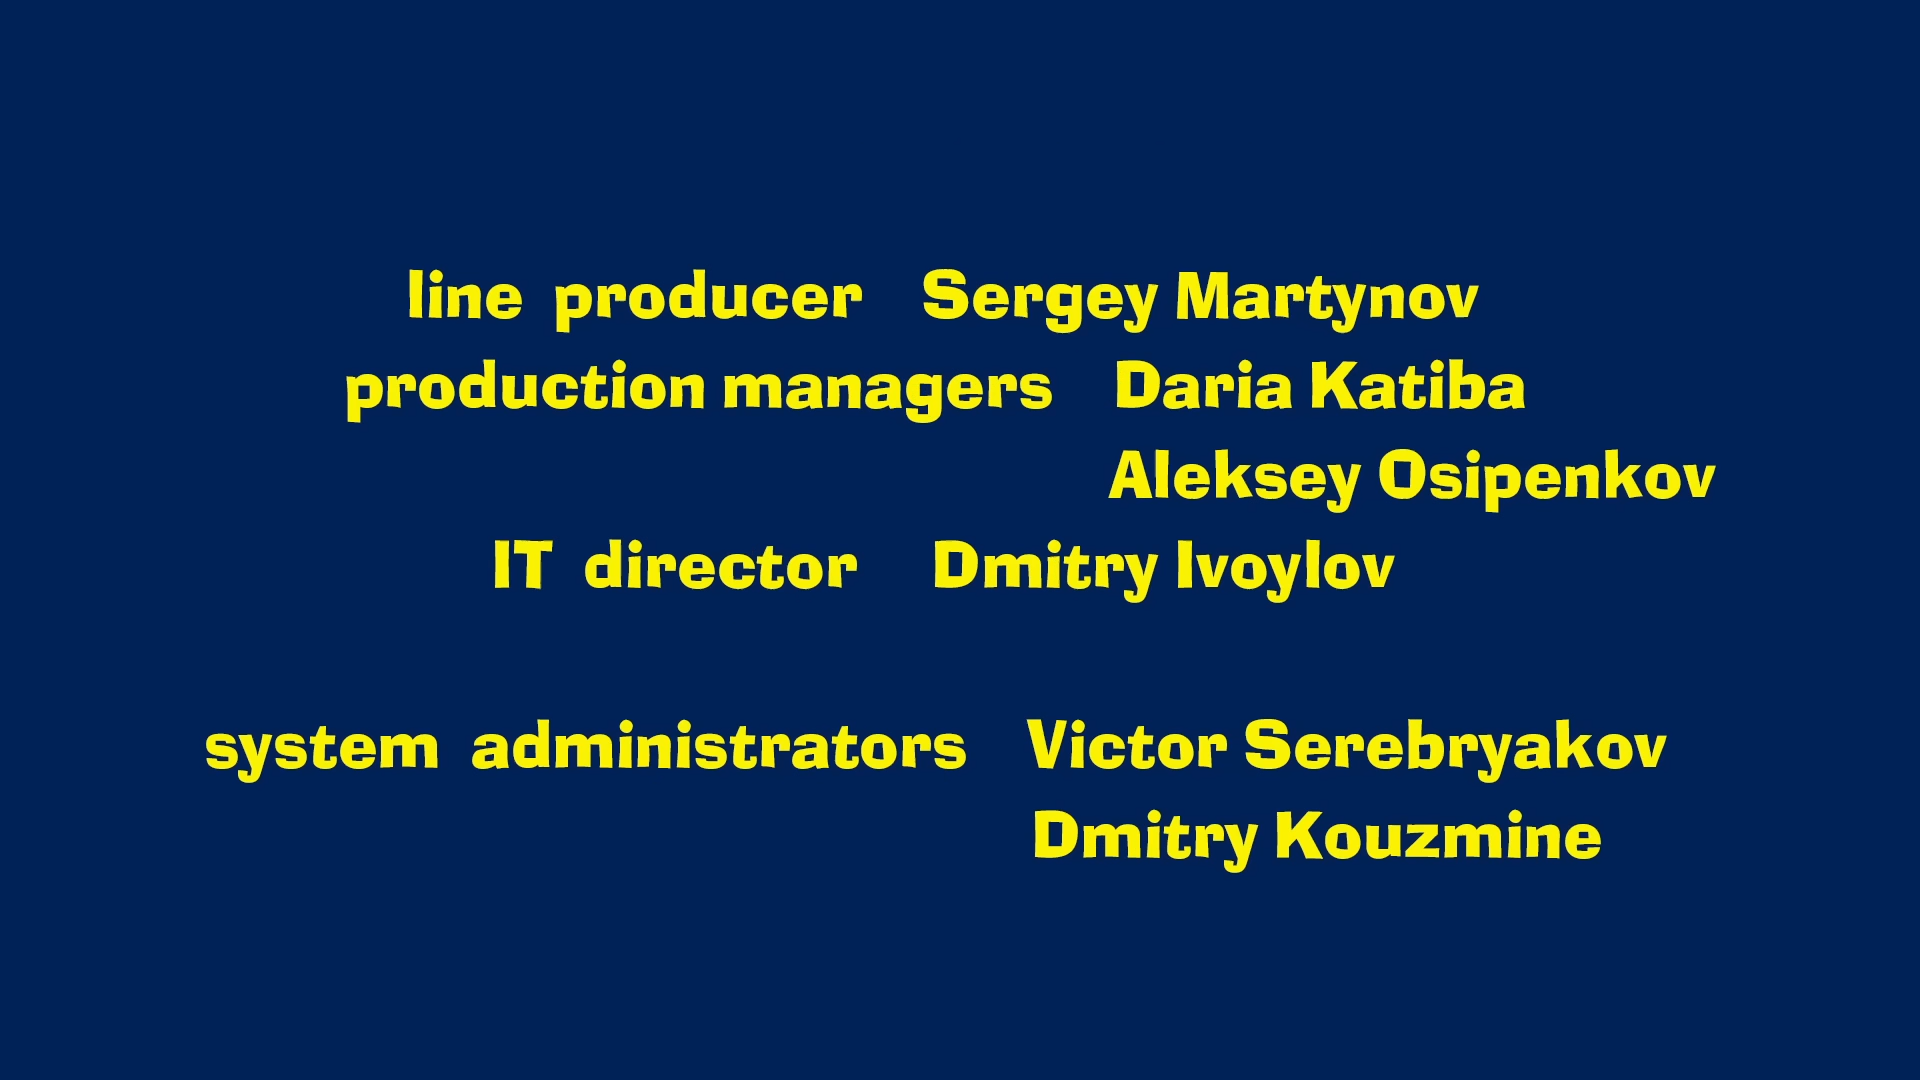 line producer Sergey Martynov
production managers Daria Katiba
Aleksey Osipenkov
IT director Dmitry Ivoylov
system administrators Victor Serebryakov
Dmitry Kouzmine